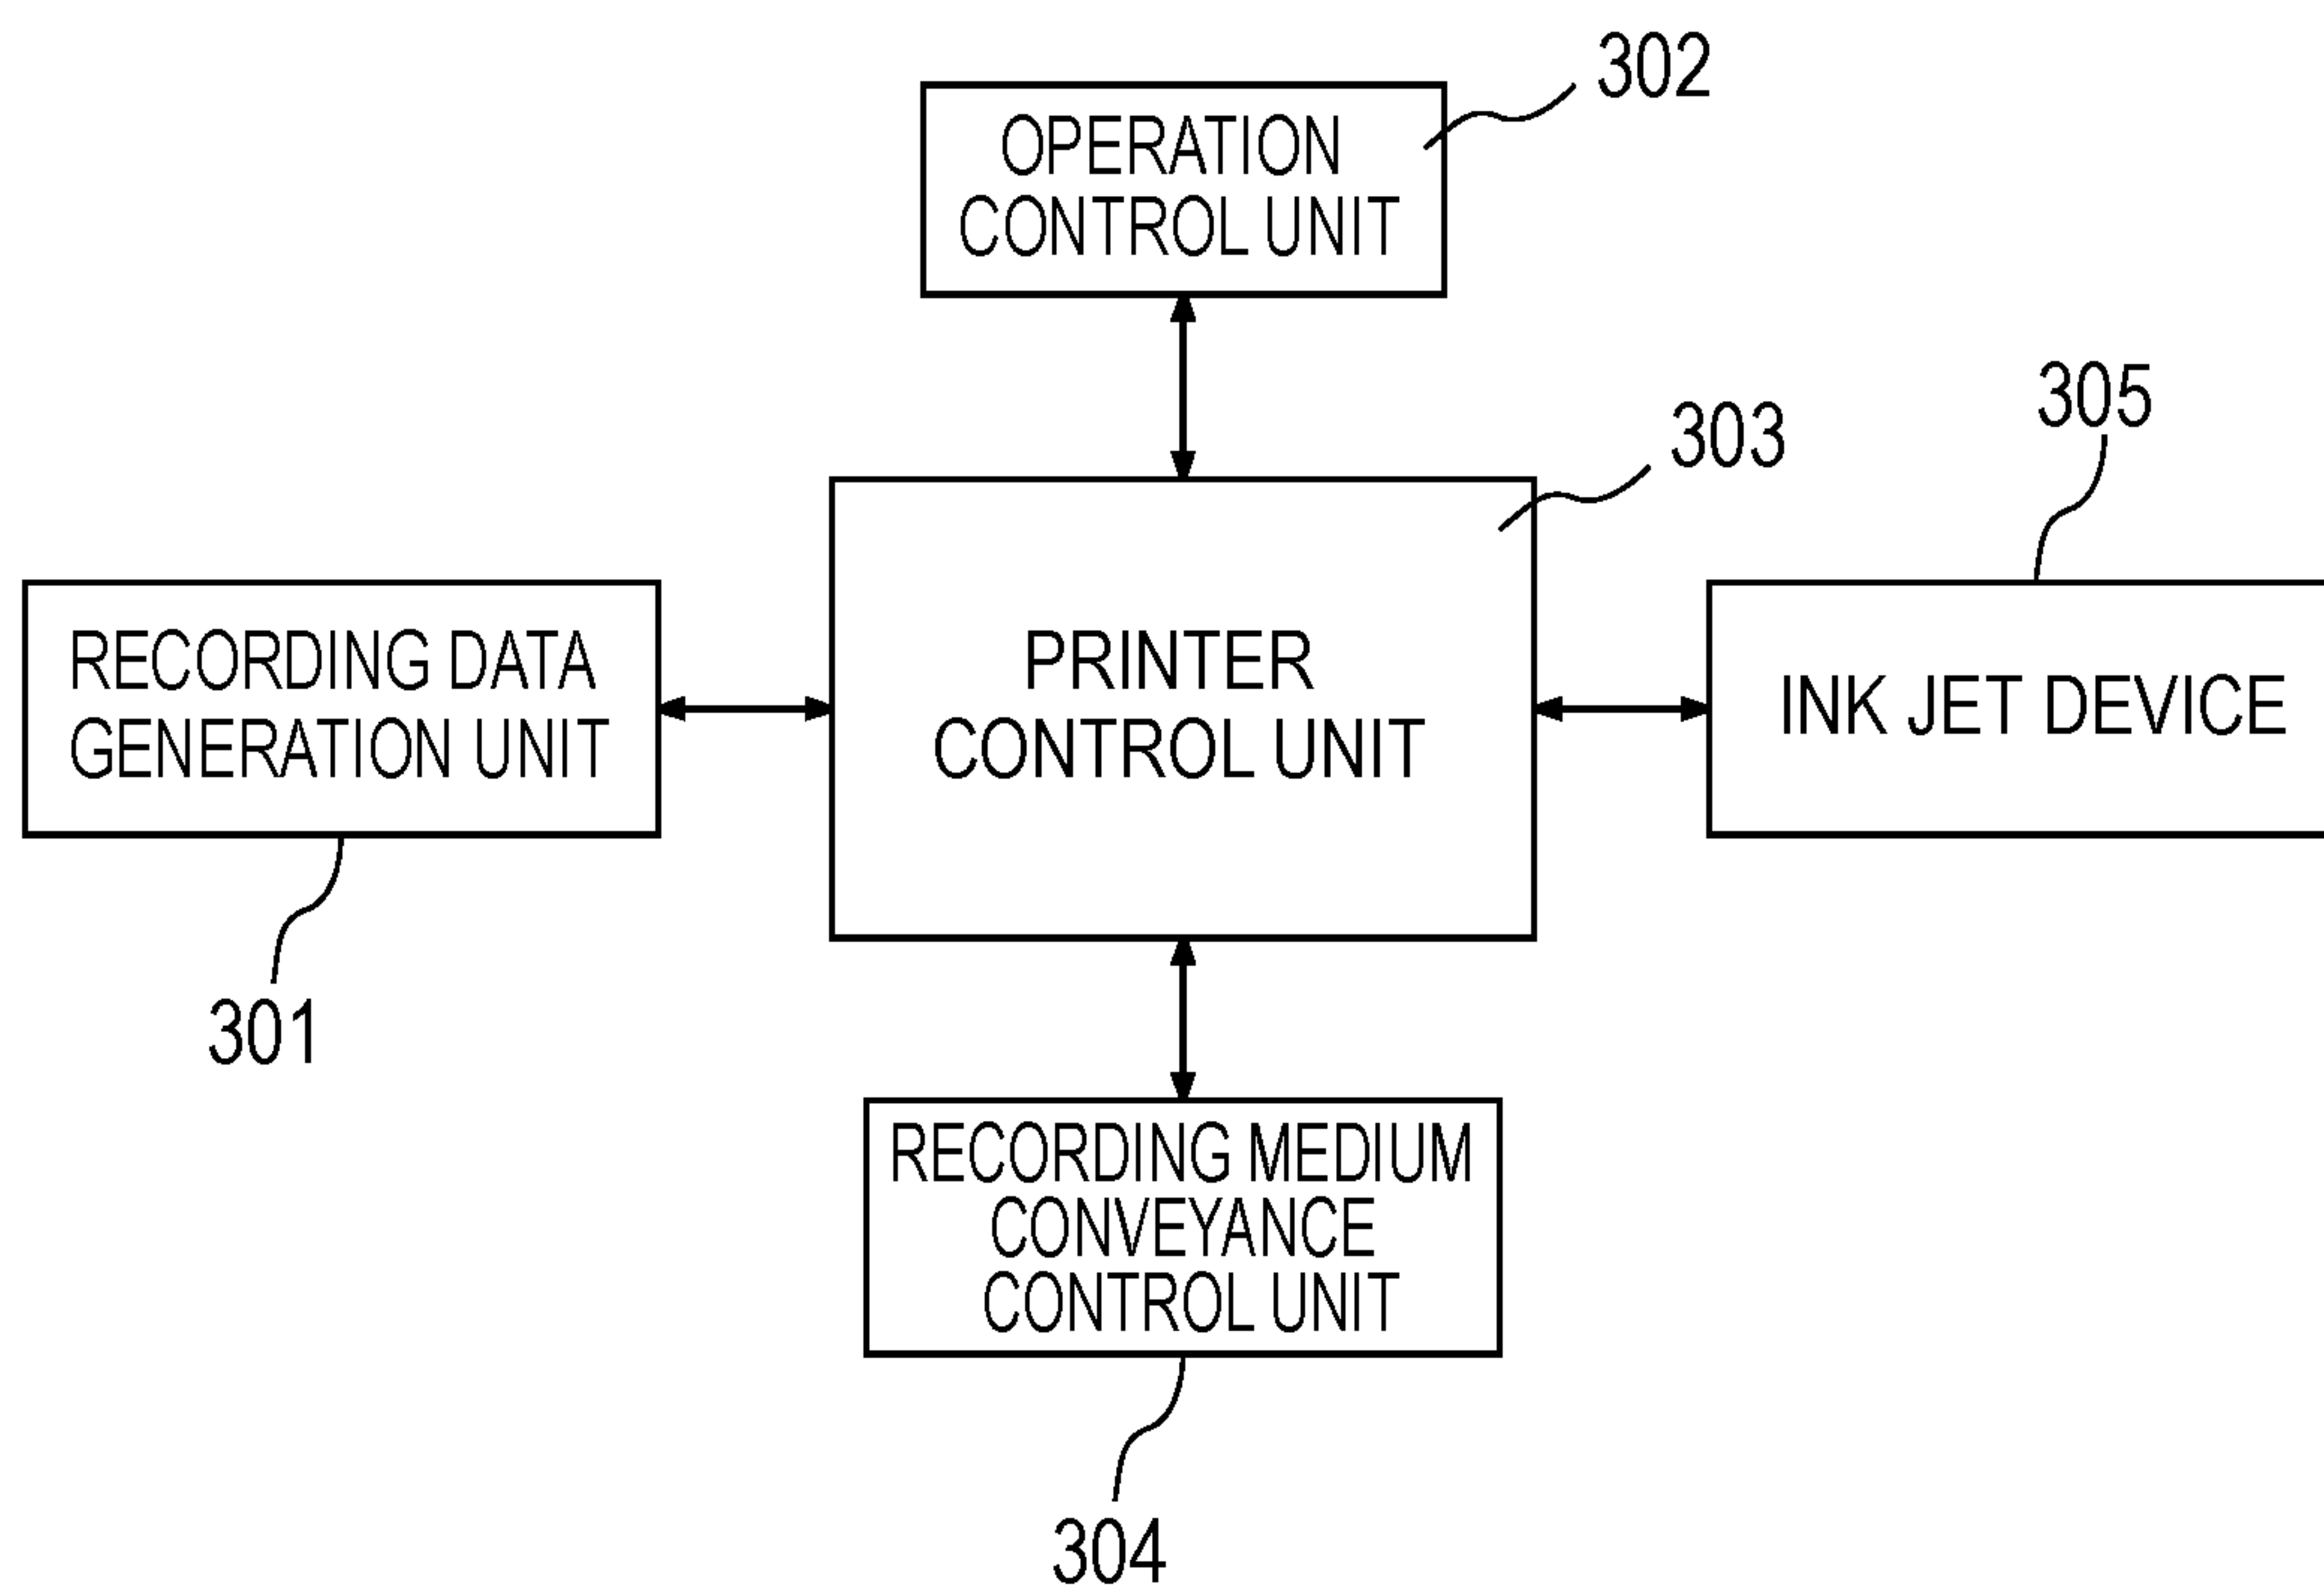 302
OPERATION
CONTROL UNIT
303
305
RECORDING DATA
GENERATION UNIT
PRINTER
CONTROL UNIT
INK JET DEVICE
301
RECORDING MEDIUM
CONVEYANCE
CONTROL UNIT
304